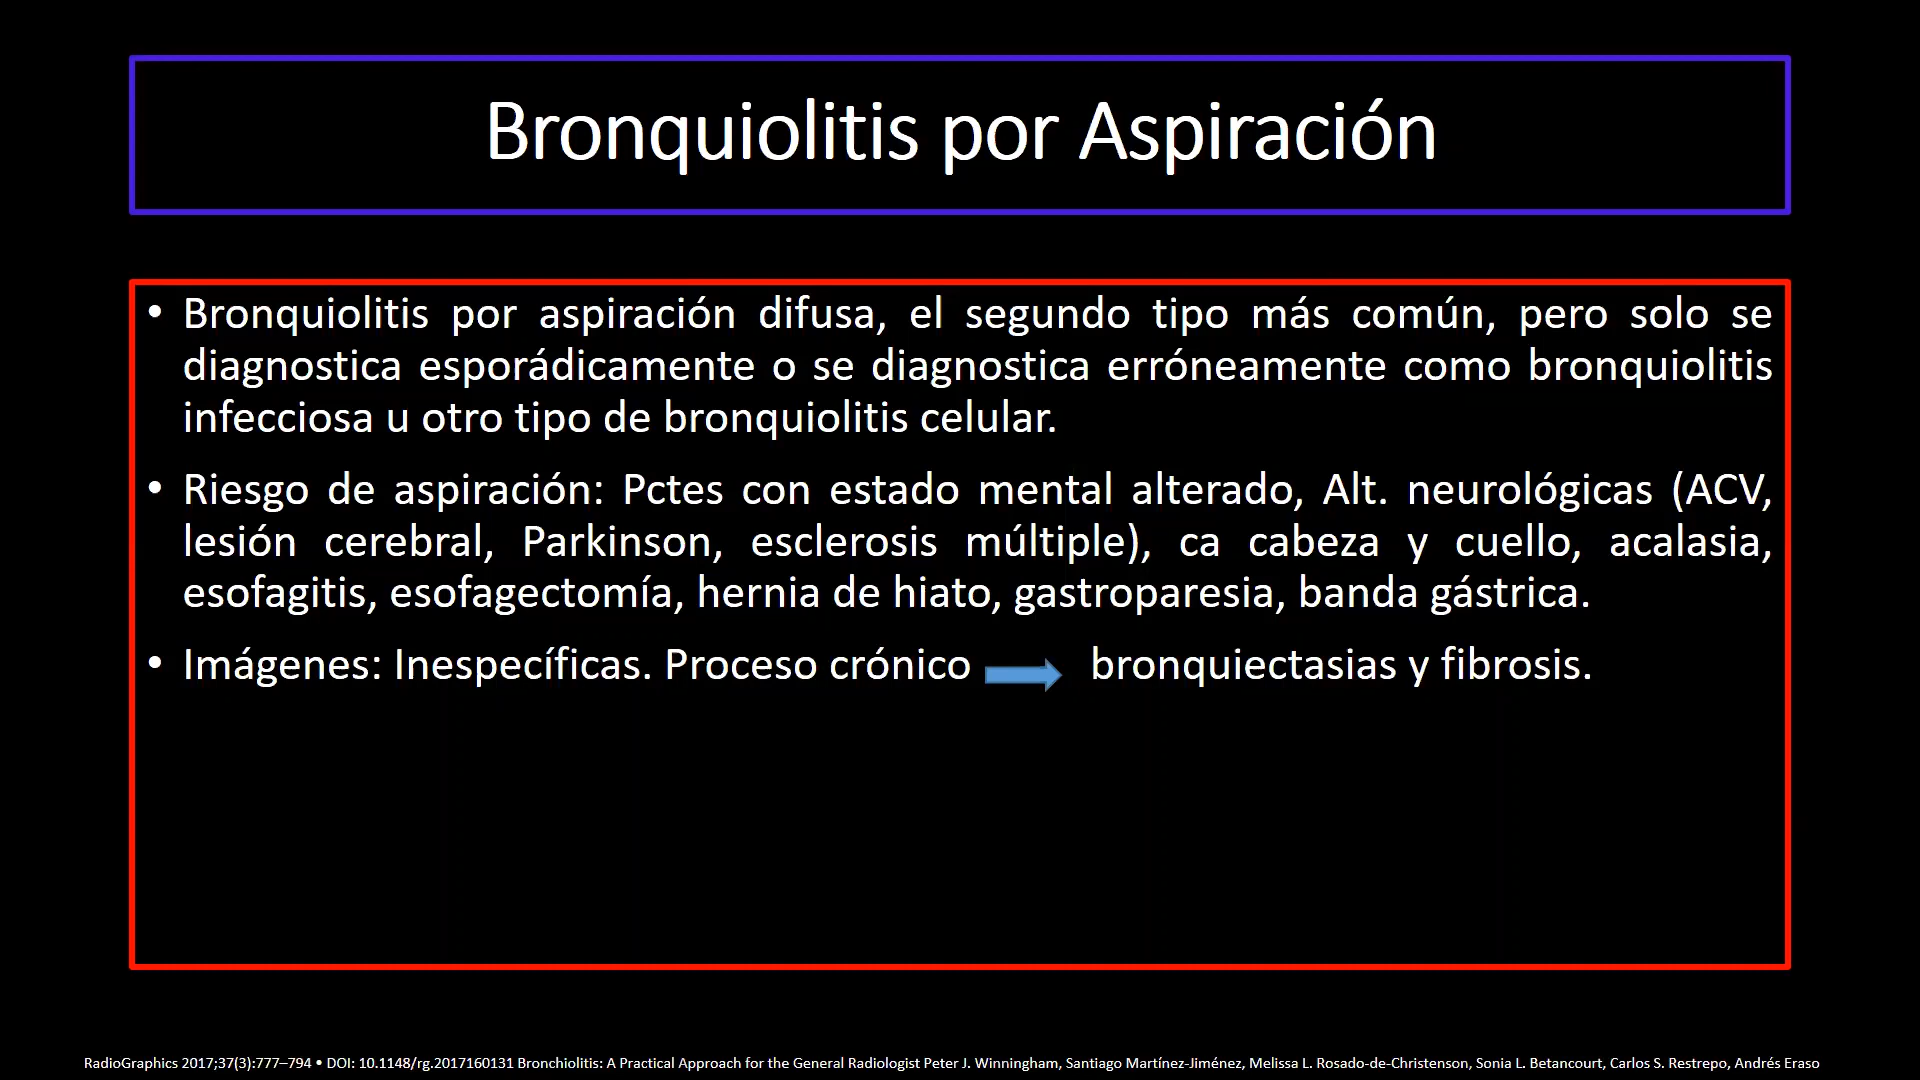 Bronquiolitis por Aspiración
• Bronquiolitis por aspiración difusa, el segundo tipo más común, pero solo se
diagnostica esporádicamente o se diagnostica erróneamente como bronquiolitis
infecciosa u otro tipo de bronquiolitis celular.
• Riesgo de aspiración: Pctes con estado mental alterado, Alt. neurológicas (ACV,
lesión cerebral, Parkinson, esclerosis múltiple), ca cabeza y cuello, acalasia,
esofagitis, esofagectomía, hernia de hiato, gastroparesia, banda gástrica.
• Imágenes: Inespecíficas. Proceso crónico bronquiectasias y fibrosis.
RadioGraphics 2017;37(3):777–794 • DOI: 10.1148/rg.2017160131 Bronchiolitis: A Practical Approach for the General Radiologist Peter J. Winningham, Santiago Martínez-Jiménez, Melissa L. Rosado-de-Christenson, Sonia L. Betancourt, Carlos S. Restrepo, Andrés Eraso